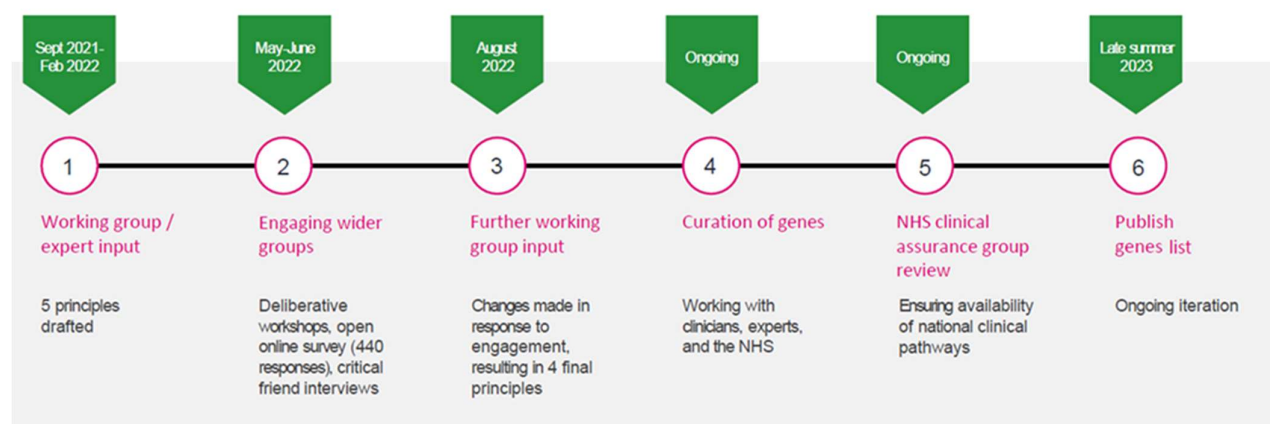 Sept 2021-
Feb 2022
May-June
2022
August
2022
Ongoing
Ongoing
Late summer
2023
1
2
3
4
5
6
Working group /
expert input
Engaging wider
groups
Further working
group input
Curation of genes
NHS clinical
assurance group
review
Publish
genes list
5 principles
drafted
Deliberative
workshops, open
online survey (440
responses), critical
friend interviews
Changes made in
response to
engagement,
resulting in 4 final
principles
Working with
clinicians, experts,
and the NHS
Ensuring availability
of national clinical
pathways
Ongoing iteration